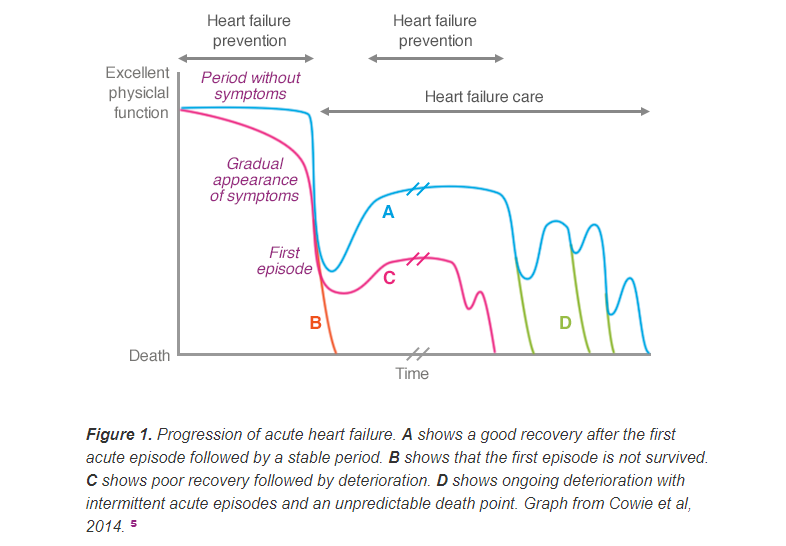 Heart failure
prevention
Heart failure
prevention
Excellent
physiclal
function
Period without
symptoms
Heart failure care
Gradual
appearance
of symptoms
A
First
episode
C
B
D
Death
Time
Figure 1. Progression of acute heart failure. A shows a good recovery after the first
acute episode followed by a stable period. B shows that the first episode is not survived.
C shows poor recovery followed by deterioration. D shows ongoing deterioration with
intermittent acute episodes and an unpredictable death point. Graph from Cowie et al,
2014. 5